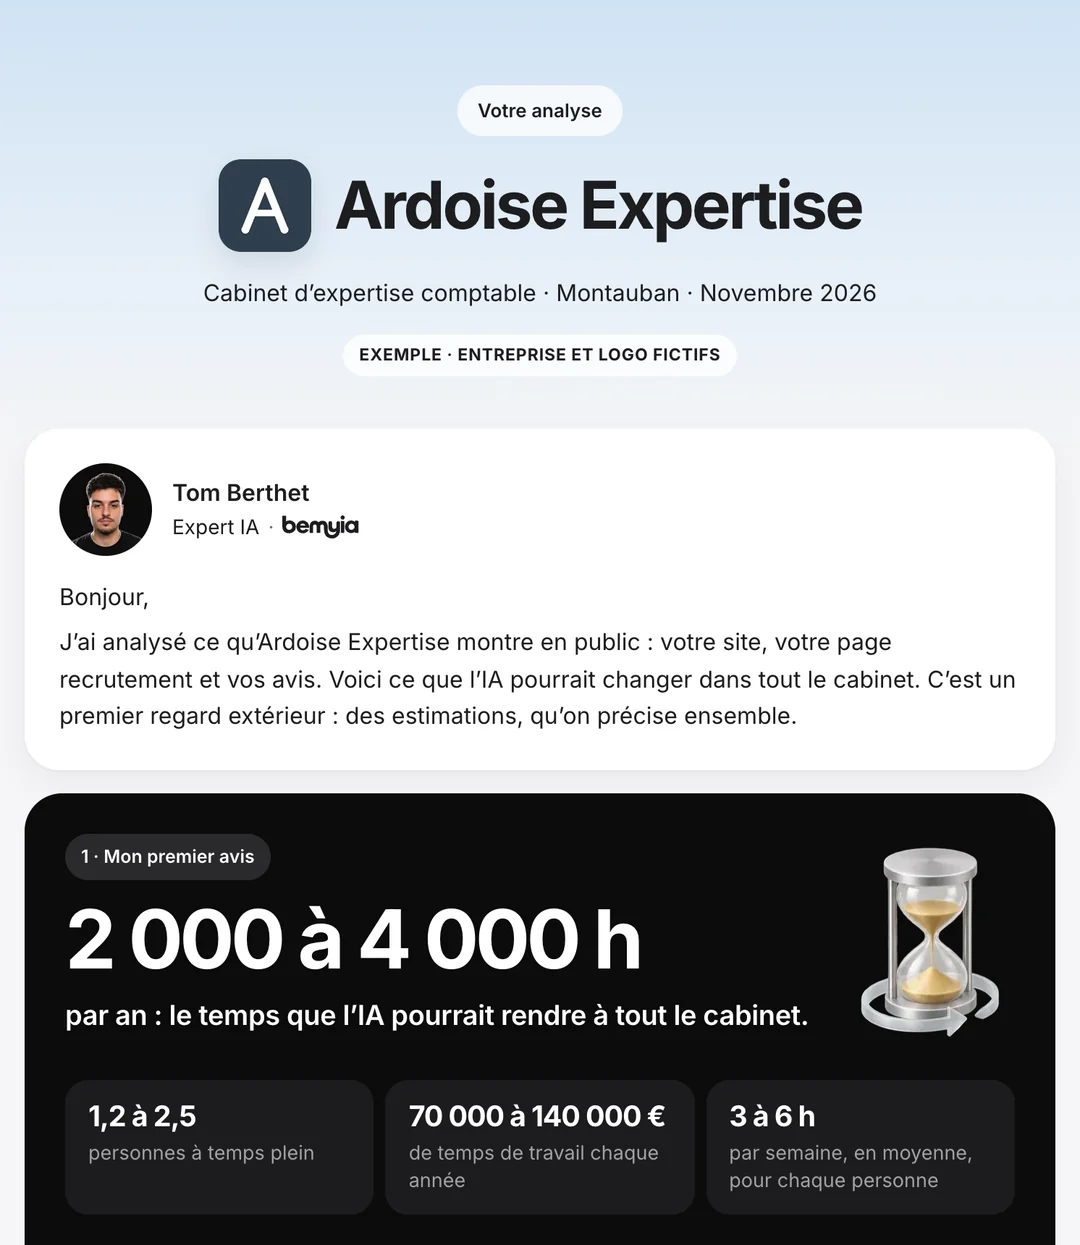 Votre analyse
A
Ardoise Expertise
Cabinet d’expertise comptable · Montauban · Novembre 2026
EXEMPLE · ENTREPRISE ET LOGO FICTIFS
Tom Berthet
Expert IA · bemyia
Bonjour,
J’ai analysé ce qu’Ardoise Expertise montre en public : votre site, votre page
recrutement et vos avis. Voici ce que l’IA pourrait changer dans tout le cabinet. C’est un
premier regard extérieur : des estimations, qu’on précise ensemble.
1 · Mon premier avis
2 000 à 4 000 h
par an : le temps que l’IA pourrait rendre à tout le cabinet.
1,2 à 2,5
personnes à temps plein
70 000 à 140 000 €
de temps de travail chaque
année
3 à 6 h
par semaine, en moyenne,
pour chaque personne